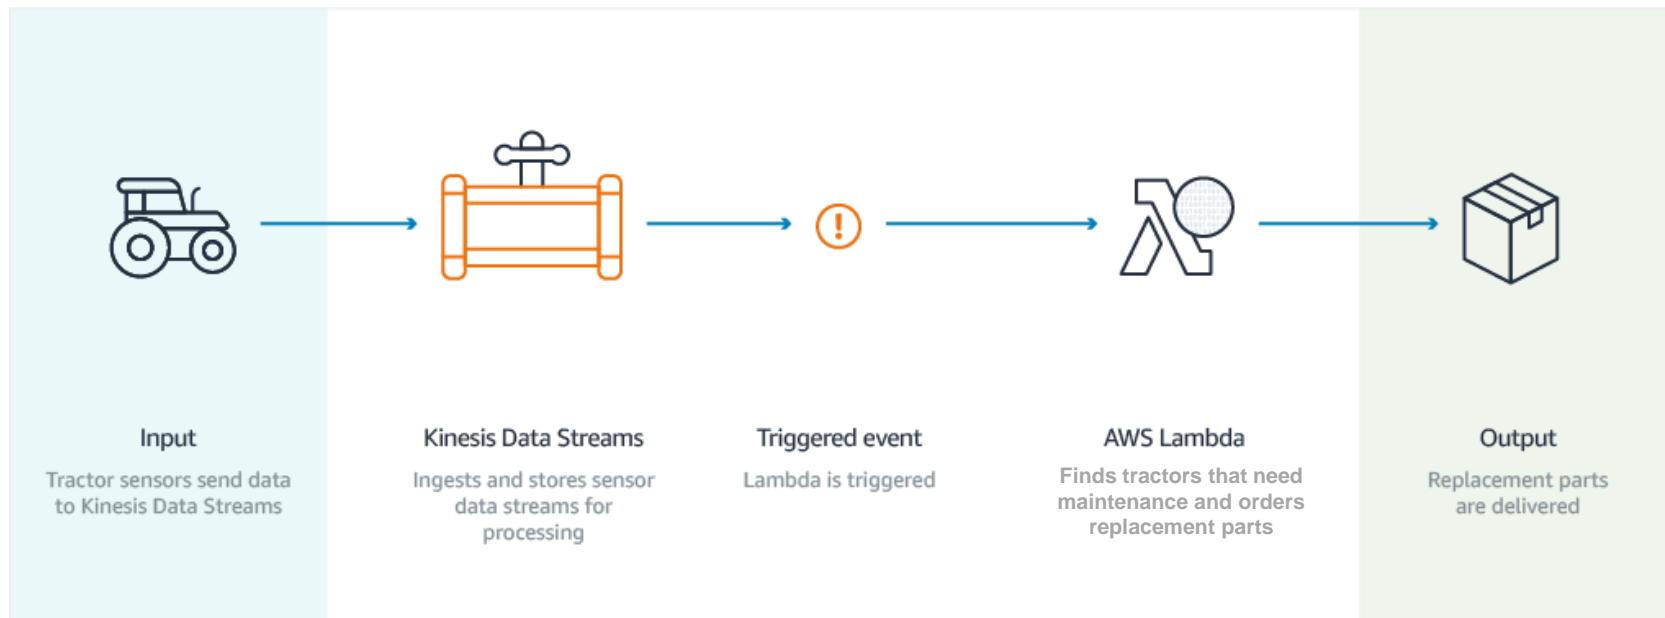 Input
Tractor sensors send data
to Kinesis Data Streams
Kinesis Data Streams
Ingests and stores sensor
data streams for
processing
Triggered event
Lambda is triggered
AWS Lambda
Finds tractors that need
maintenance and orders
replacement parts
Output
Replacement parts
are delivered